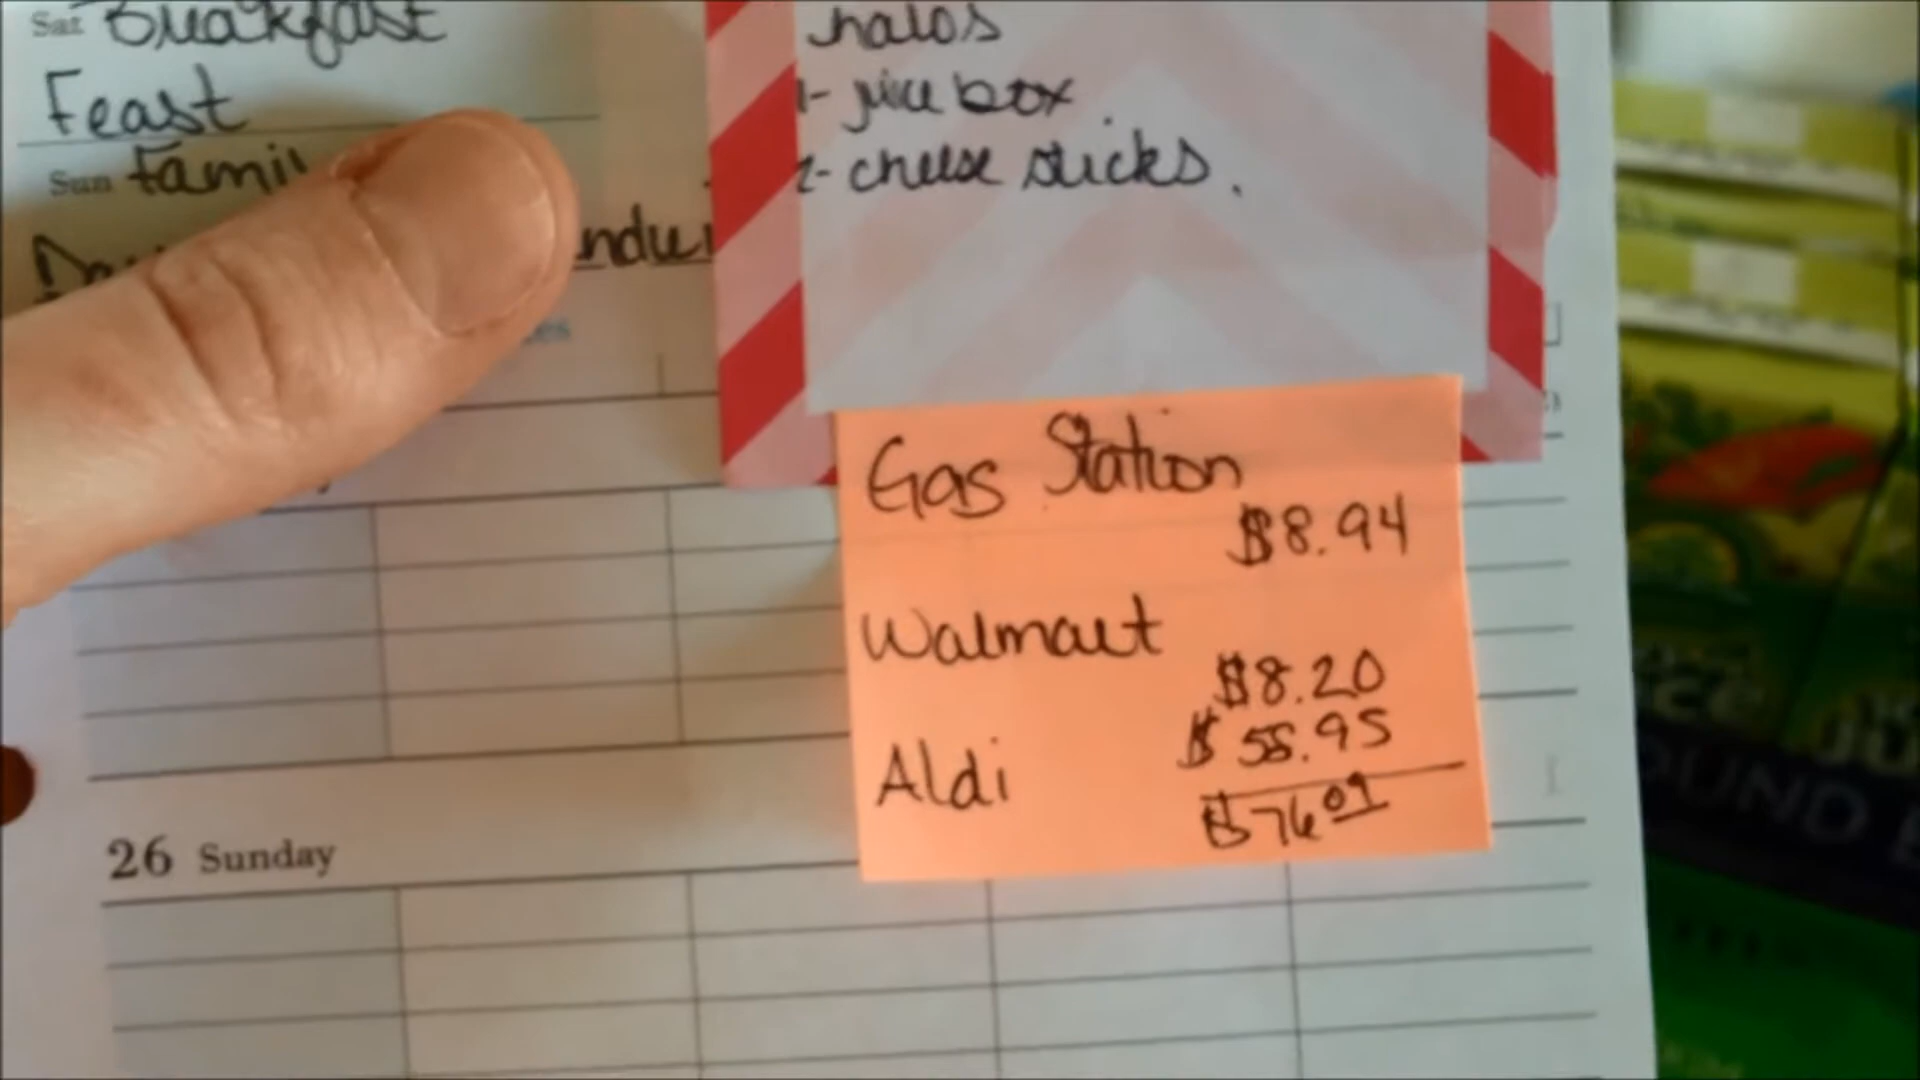 Sat Breakfast
Feast
Sun
halos
1- juice box
2- cheese sticks.
Gas Station
$8.94
Walmart
$8.20
$58.95
Aldi
$76.09
26 Sunday